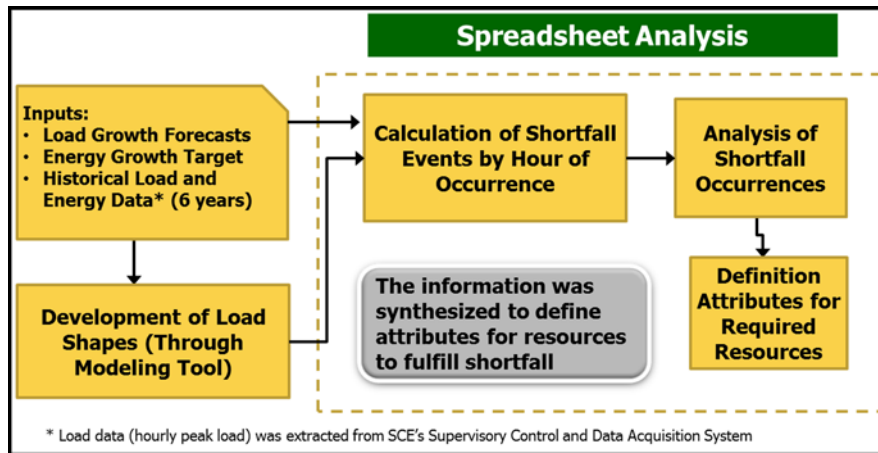 Spreadsheet Analysis
Inputs:
• Load Growth Forecasts
• Energy Growth Target
• Historical Load and
Energy Data* (6 years)
Calculation of Shortfall
Events by Hour of
Occurrence
Analysis of
Shortfall
Occurrences
Development of Load
Shapes (Through
Modeling Tool)
The information was
synthesized to define
attributes for resources
to fulfill shortfall
Definition
Attributes for
Required
Resources
* Load data (hourly peak load) was extracted from SCE's Supervisory Control and Data Acquisition System